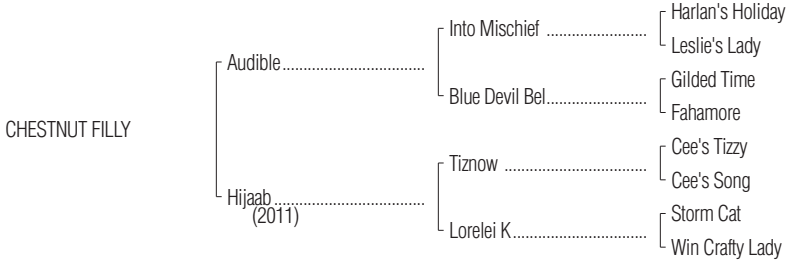 Harlan's Holiday
Into Mischief ..........................
Leslie's Lady
Audible.....................................
Gilded Time
Blue Devil Bel..........................
Fahamore
CHESTNUT FILLY
Cee's Tizzy
Tiznow .....................................
Cee's Song
Hijaab.......................................
(2011)
Storm Cat
Lorelei K...................................
Win Crafty Lady